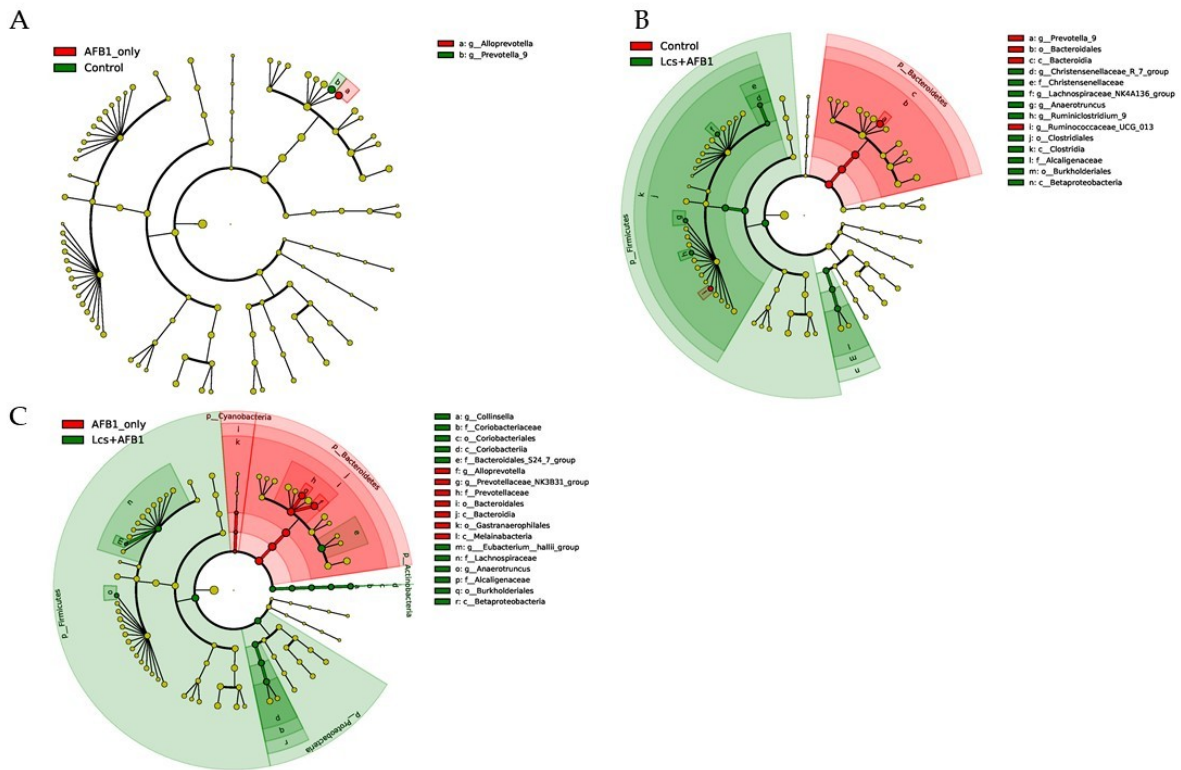 A
AFB1_only
Control
a: g__Alloprevotella
b: g__Prevotella_9
b
a
B
Control
Lcs+AFB1
a: g__Prevotella_9
b: o__Bacteroidales
c: c__Bacteroidia
d: g__Christensenellaceae_R_7_group
e: f__Christensenellaceae
f: g__Lachnospiraceae_NK4A136_group
g: g__Anaerotruncus
h: g__Ruminiclostridium_9
i: g__Ruminococcaceae_UCG_013
j: o__Clostridiales
k: c__Clostridia
l: f__Alcaligenaceae
m: o__Burkholderiales
n: c__Betaproteobacteria
p__Bacteroidetes
c
b
a
e
d
f
k
j
g
h
i
p__Firmicutes
l
m
n
C
AFB1_only
Lcs+AFB1
a: g__Collinsella
b: f__Coriobacteriaceae
c: o__Coriobacteriales
d: c__Coriobacteriia
e: f__Bacteroidales_S24_7_group
f: g__Alloprevotella
g: g__Prevotellaceae_NK3B31_group
h: f__Prevotellaceae
i: o__Bacteroidales
j: c__Bacteroidia
k: o__Gastranaerophilales
l: c__Melainabacteria
m: g___Eubacterium__hallii_group
n: f__Lachnospiraceae
o: g__Anaerotruncus
p: f__Alcaligenaceae
q: o__Burkholderiales
r: c__Betaproteobacteria
p__Cyanobacteria
l
k
p__Bacteroidetes
j
i
h
e
n
m
o
p__Firmicutes
p__Actinobacteria
a
b
c
d
p
q
r
p__Proteobacteria